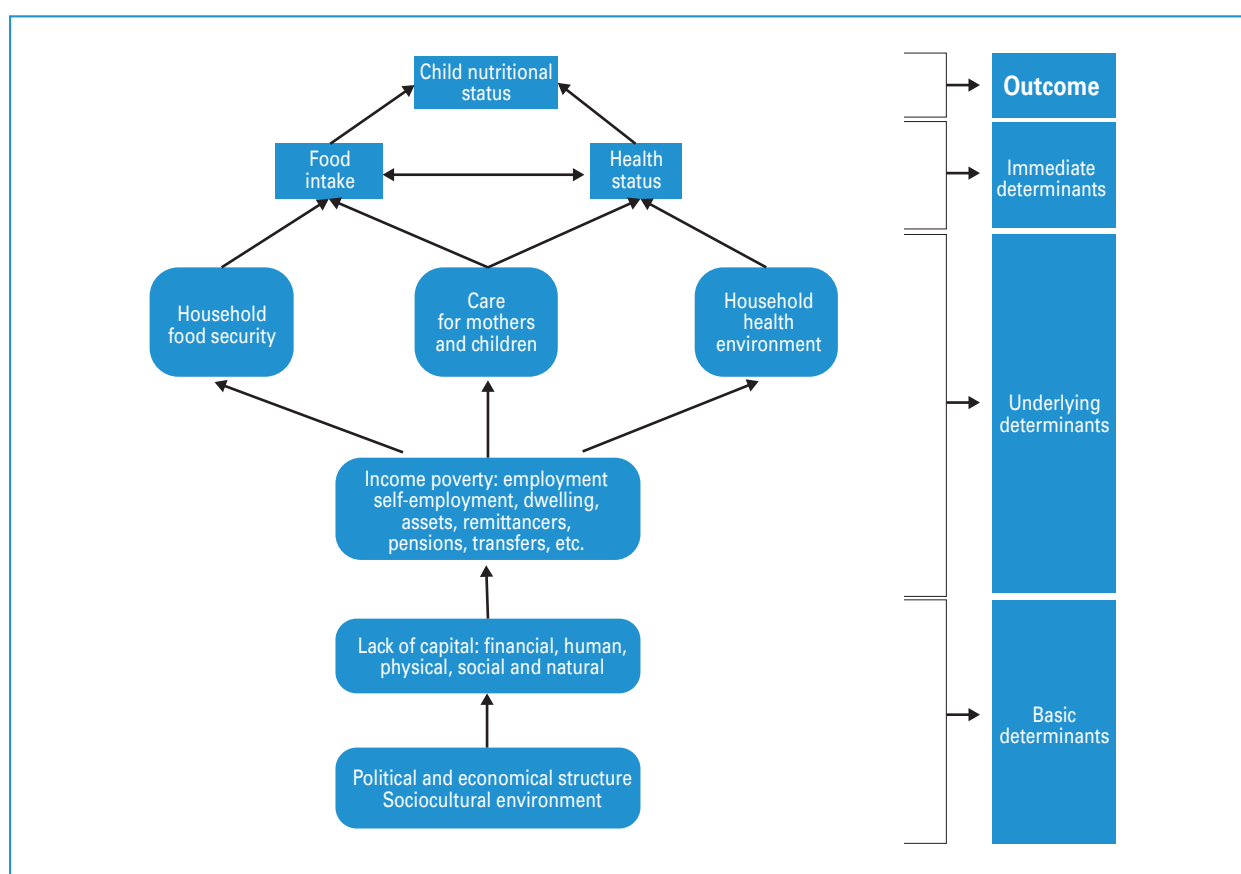 Child nutritional
status
Outcome
Food
intake
Health
status
Immediate
determinants
Household
food security
Care
for mothers
and children
Household
health
environment
Underlying
determinants
Income poverty: employment
self-employment, dwelling,
assets, remittancers,
pensions, transfers, etc.
Lack of capital: financial, human,
physical, social and natural
Basic
determinants
Political and economical structure
Sociocultural environment